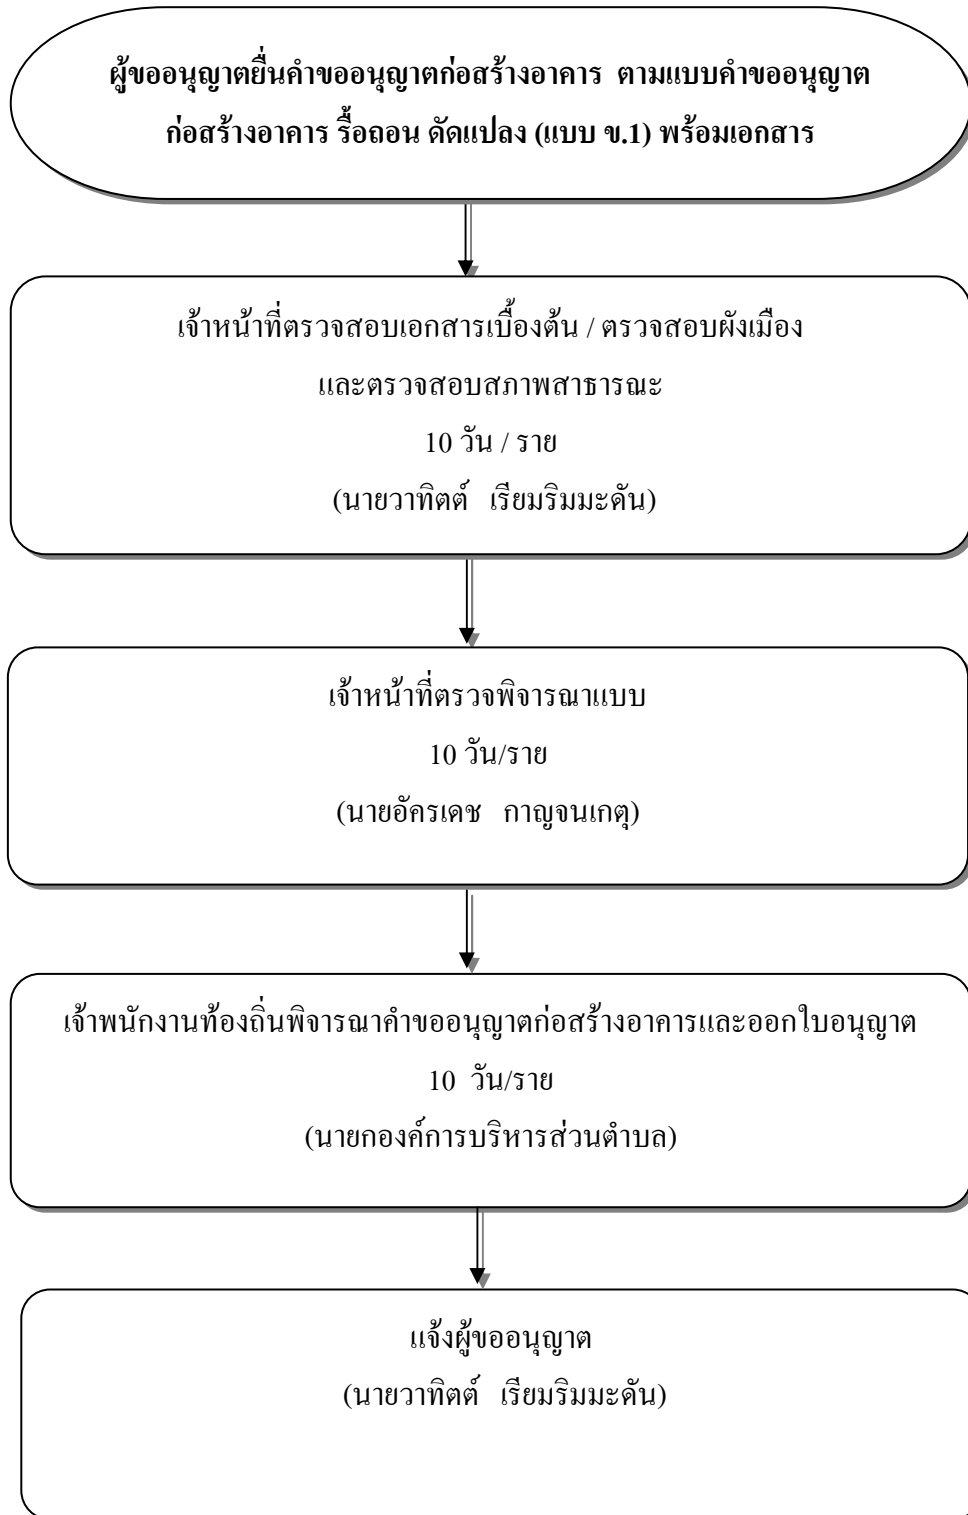 ผู้ขออนุญาตยื่นคำขออนุญาตก่อสร้างอาคาร ตามแบบคำขออนุญาต
ก่อสร้างอาคาร รื้อถอน ดัดแปลง (แบบ ข.1) พร้อมเอกสาร
เจ้าหน้าที่ตรวจสอบเอกสารเบื้องต้น / ตรวจสอบผังเมือง
และตรวจสอบสภาพสาธารณะ
10 วัน / ราย
(นายวาทิตต์ เรียมริมมะดัน)
เจ้าหน้าที่ตรวจพิจารณาแบบ
10 วัน/ราย
(นายอัครเดช กาญจนเกตุ)
เจ้าพนักงานท้องถิ่นพิจารณาคำขออนุญาตก่อสร้างอาคารและออกใบอนุญาต
10 วัน/ราย
(นายกองค์การบริหารส่วนตำบล)
แจ้งผู้ขออนุญาต
(นายวาทิตต์ เรียมริมมะดัน)